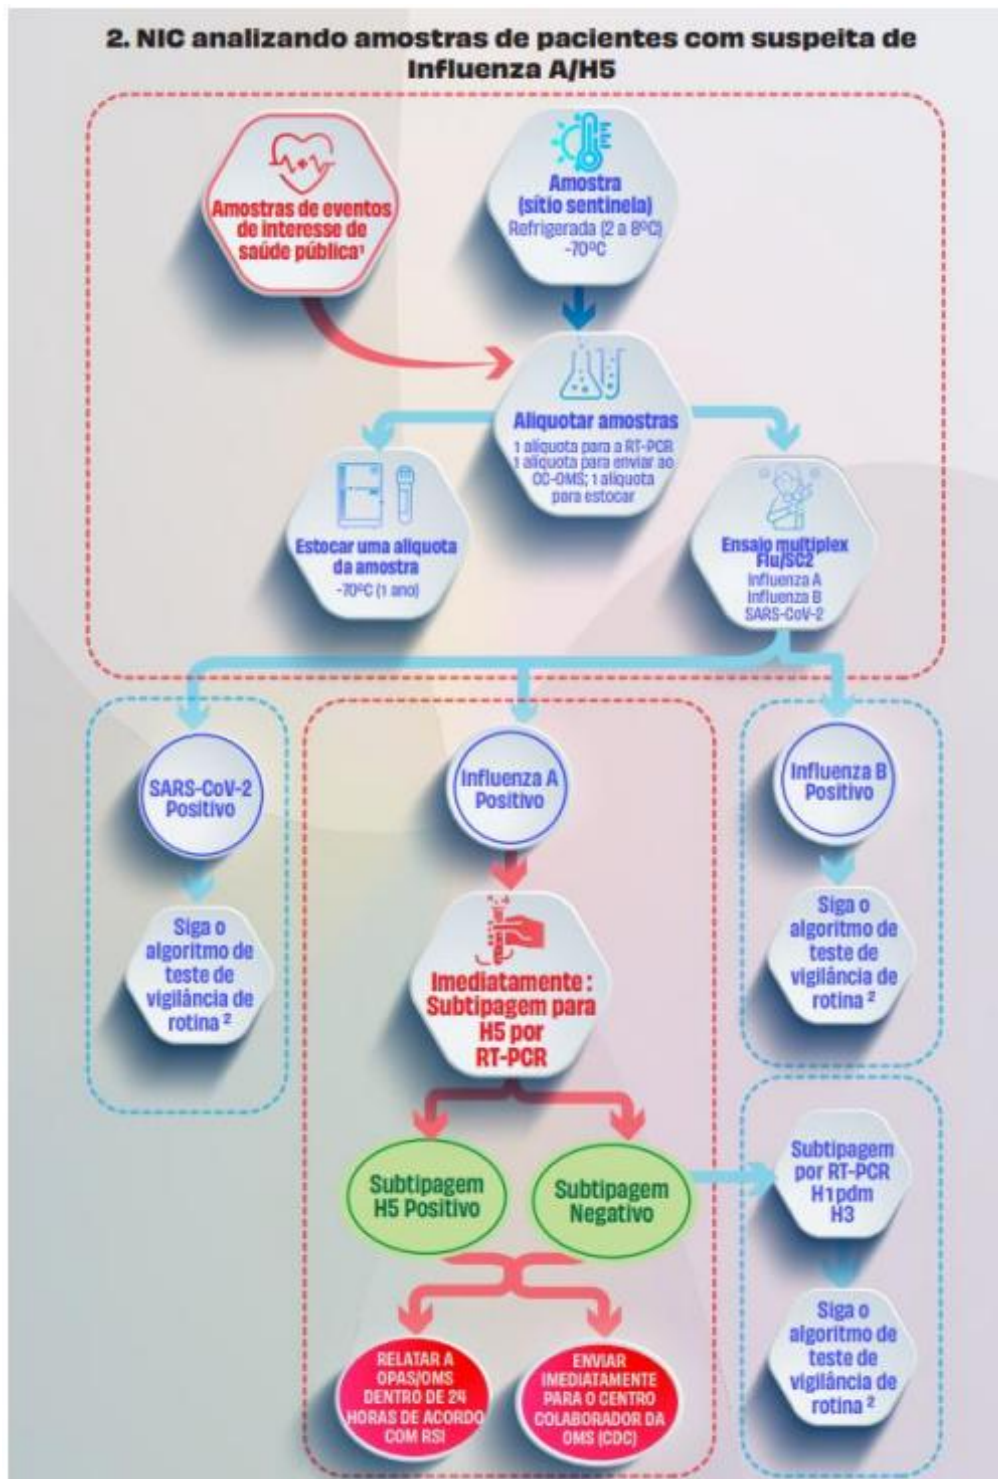 2. NIC analizando amostras de pacientes com suspeita de
Influenza A/H5
Amostras de eventos
de interesse de
saúde pública¹
Amostra
(sítio sentinela)
Refrigerada (2 a 8ºC)
-70ºC
Aliquotar amostras
1 alíquota para a RT-PCR
1 alíquota para enviar ao
CC-OMS; 1 alíquota
para estocar
Estocar uma alíquota
da amostra
-70ºC (1 ano)
Ensaio multiplex
Flu/SC2
Influenza A
Influenza B
SARS-CoV-2
SARS-CoV-2
Positivo
Influenza A
Positivo
Influenza B
Positivo
Siga o
algoritmo de
teste de
vigilância de
rotina ²
Imediatamente :
Subtipagem para
H5 por
RT-PCR
Siga o
algoritmo de
teste de
vigilância de
rotina ²
Subtipagem
H5 Positivo
Subtipagem
Negativo
Subtipagem
por RT-PCR
H1pdm
H3
RELATAR A
OPAS/OMS
DENTRO DE 24
HORAS DE ACORDO
COM RSI
ENVIAR
IMEDIATAMENTE
PARA O CENTRO
COLABORADOR DA
OMS (CDC)
Siga o
algoritmo de
teste de
vigilância de
rotina ²